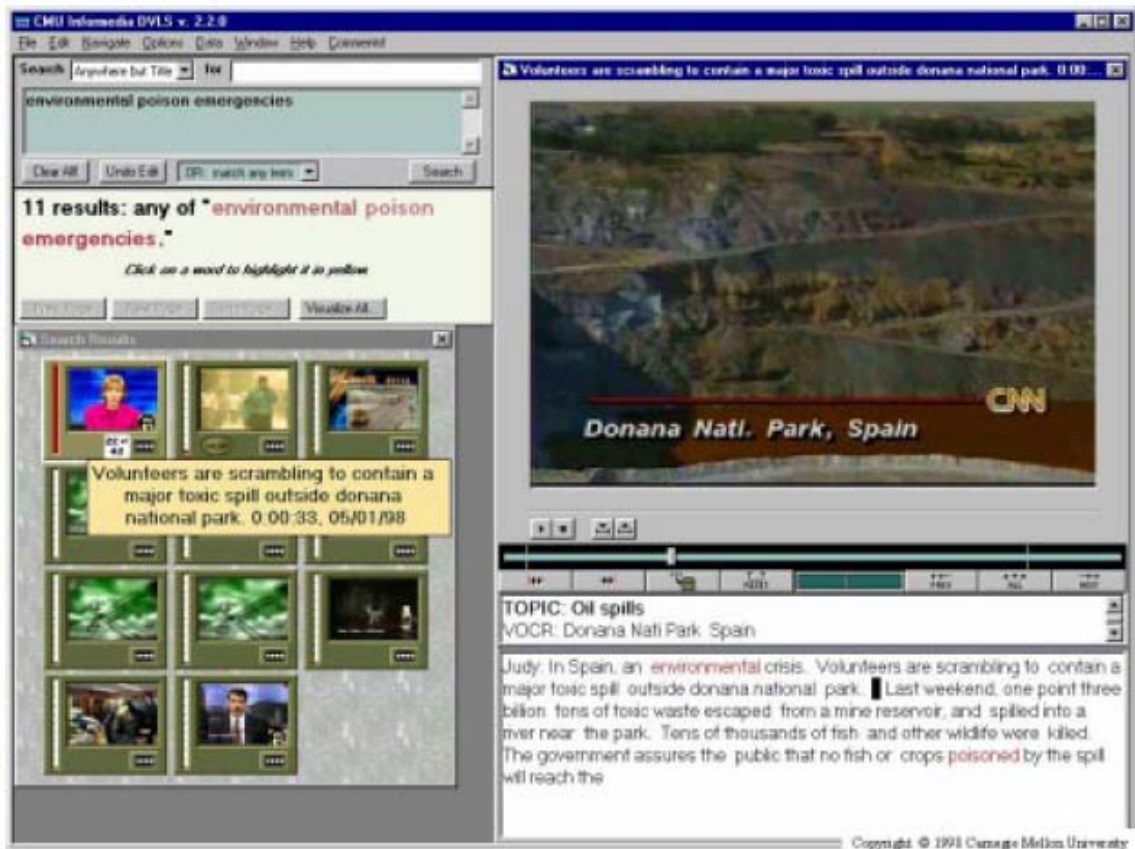 CMU Informedia DVLS v. 2.2.0
File Edit Navigate Options Data Window Help Comment!
Search Anywhere but Title for
environmental poison emergencies
Clear All! Undo Edit OR: match any term Search
11 results: any of "environmental poison
emergencies."
Click on a word to highlight it in yellow
Visualize All...
Search Results
Volunteers are scrambling to contain a
major toxic spill outside donana
national park. 0:00:33, 05/01/98
Volunteers are scrambling to contain a major toxic spill outside donana national park. 0:00...
CNN
Donana Natl. Park, Spain
TOPIC: Oil spills
VOCR: Donana Nati Park Spain
Judy: In Spain, an environmental crisis. Volunteers are scrambling to contain a
major toxic spill outside donana national park. Last weekend, one point three
billion tons of toxic waste escaped from a mine reservoir, and spilled into a
river near the park. Tens of thousands of fish and other wildlife were killed.
The government assures the public that no fish or crops poisoned by the spill
will reach the
Copyright © 1998 Carnegie Mellon University